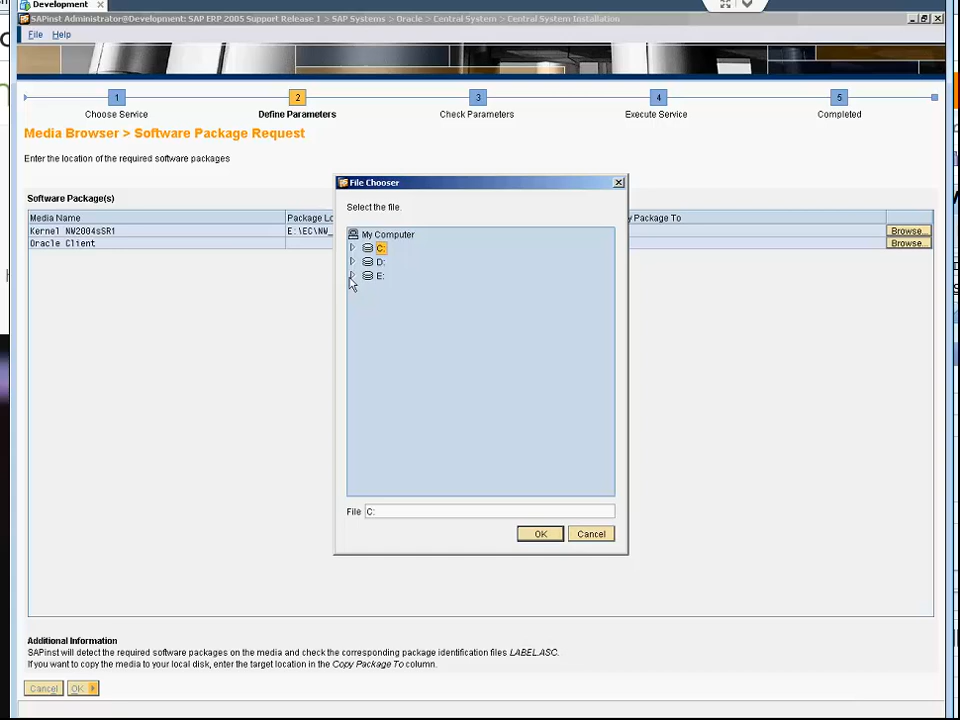 Development
SAPinst Administrator@Development: SAP ERP 2005 Support Release 1 > SAP Systems > Oracle > Central System > Central System Installation
File Help
1 2 3 4 5
Choose Service Define Parameters Check Parameters Execute Service Completed
Media Browser > Software Package Request
Enter the location of the required software packages
Software Package(s)
Media Name Package Lo y Package To
Kernel NW2004sSR1 E:\EC\NW_ Browse...
Oracle Client Browse...
File Chooser
Select the file.
My Computer
C:
D:
E:
File C:
OK Cancel
Additional Information
SAPinst will detect the required software packages on the media and check the corresponding package identification files LABEL.ASC.
If you want to copy the media to your local disk, enter the target location in the Copy Package To column.
Cancel OK